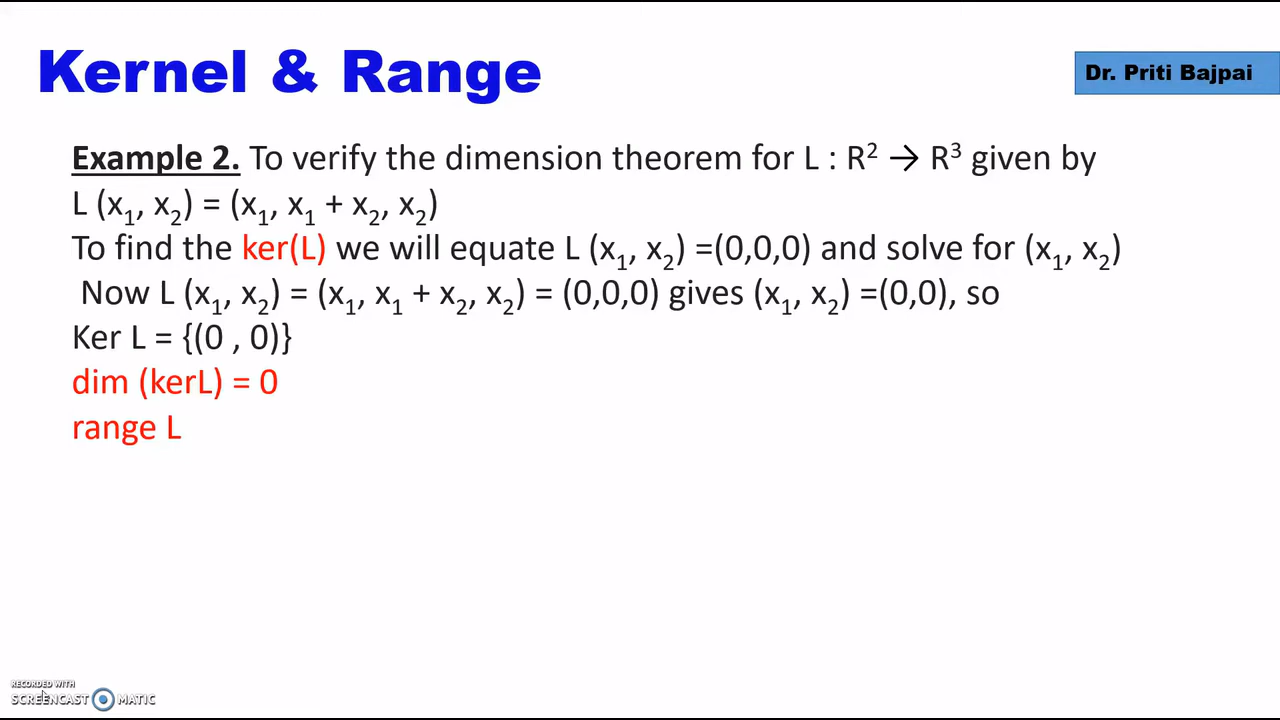 Kernel & Range
Dr. Priti Bajpai
Example 2. To verify the dimension theorem for L : R² → R³ given by
L (x₁, x₂) = (x₁, x₁ + x₂, x₂)
To find the ker(L) we will equate L (x₁, x₂) =(0,0,0) and solve for (x₁, x₂)
Now L (x₁, x₂) = (x₁, x₁ + x₂, x₂) = (0,0,0) gives (x₁, x₂) =(0,0), so
Ker L = {(0 , 0)}
dim (kerL) = 0
range L
RECORDED WITH
SCREENCAST MATIC